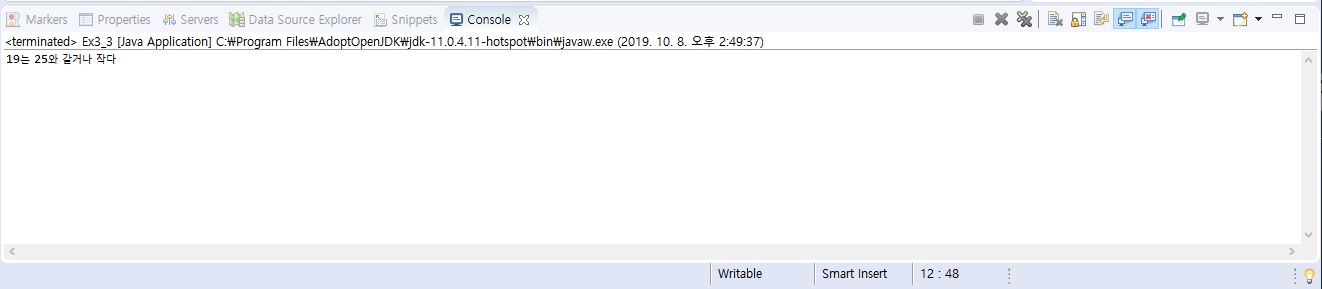 Markers Properties Servers Data Source Explorer Snippets Console
<terminated> Ex3_3 [Java Application] C:₩Program Files₩AdoptOpenJDK₩jdk-11.0.4.11-hotspot₩bin₩javaw.exe (2019. 10. 8. 오후 2:49:37)
19는 25와 같거나 작다
Writable Smart Insert 12 : 48